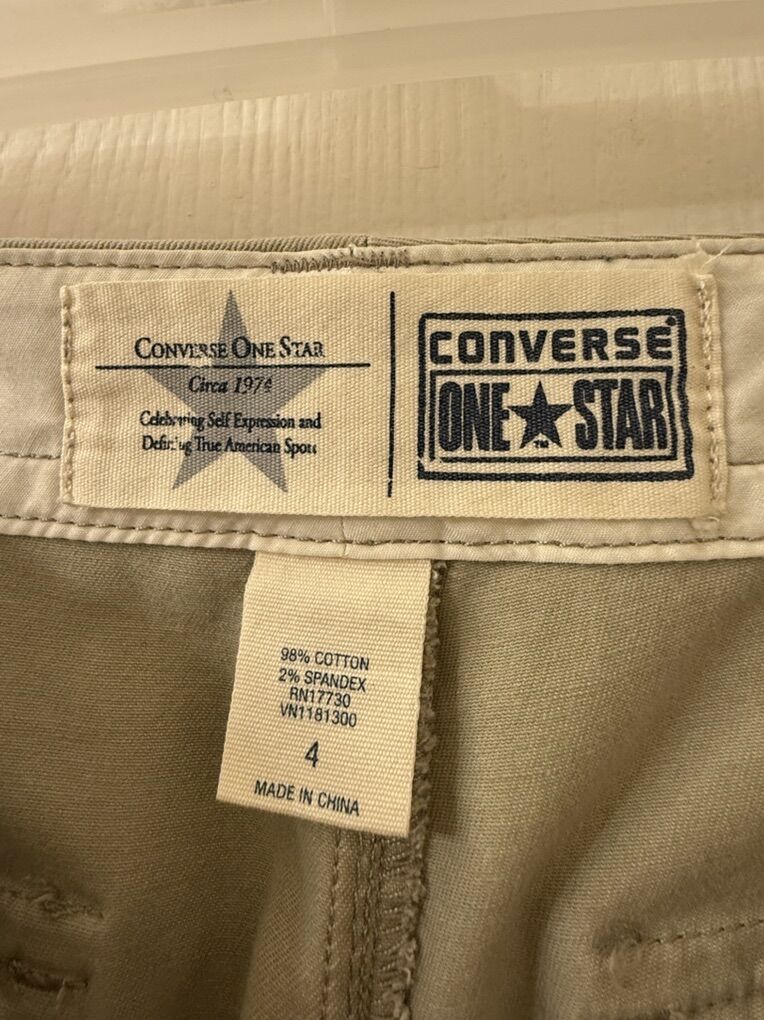 CONVERSE ONE STAR
Circa 1974
Celebrating Self Expression and
Defining True American Sport
CONVERSE®
ONE★STAR
™
98% COTTON
2% SPANDEX
RN17730
VN1181300
4
MADE IN CHINA